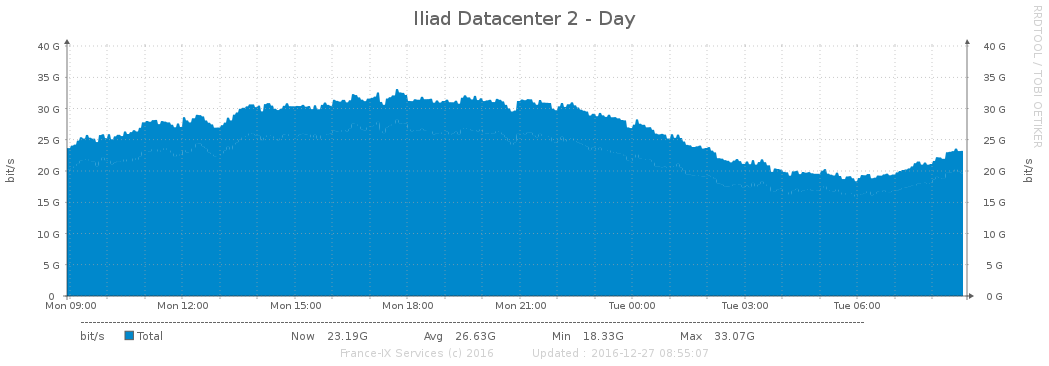 Iliad Datacenter 2 - Day
RRDTOOL / TOBI OETIKER
40 G 40 G
35 G 35 G
30 G 30 G
25 G 25 G
20 G 20 G
15 G 15 G
10 G 10 G
5 G 5 G
0 0 G
bit/s bit/s
Mon 09:00 Mon 12:00 Mon 15:00 Mon 18:00 Mon 21:00 Tue 00:00 Tue 03:00 Tue 06:00
bit/s Total Now 23.19G Avg 26.63G Min 18.33G Max 33.07G
France-IX Services (c) 2016 Updated : 2016-12-27 08:55:07